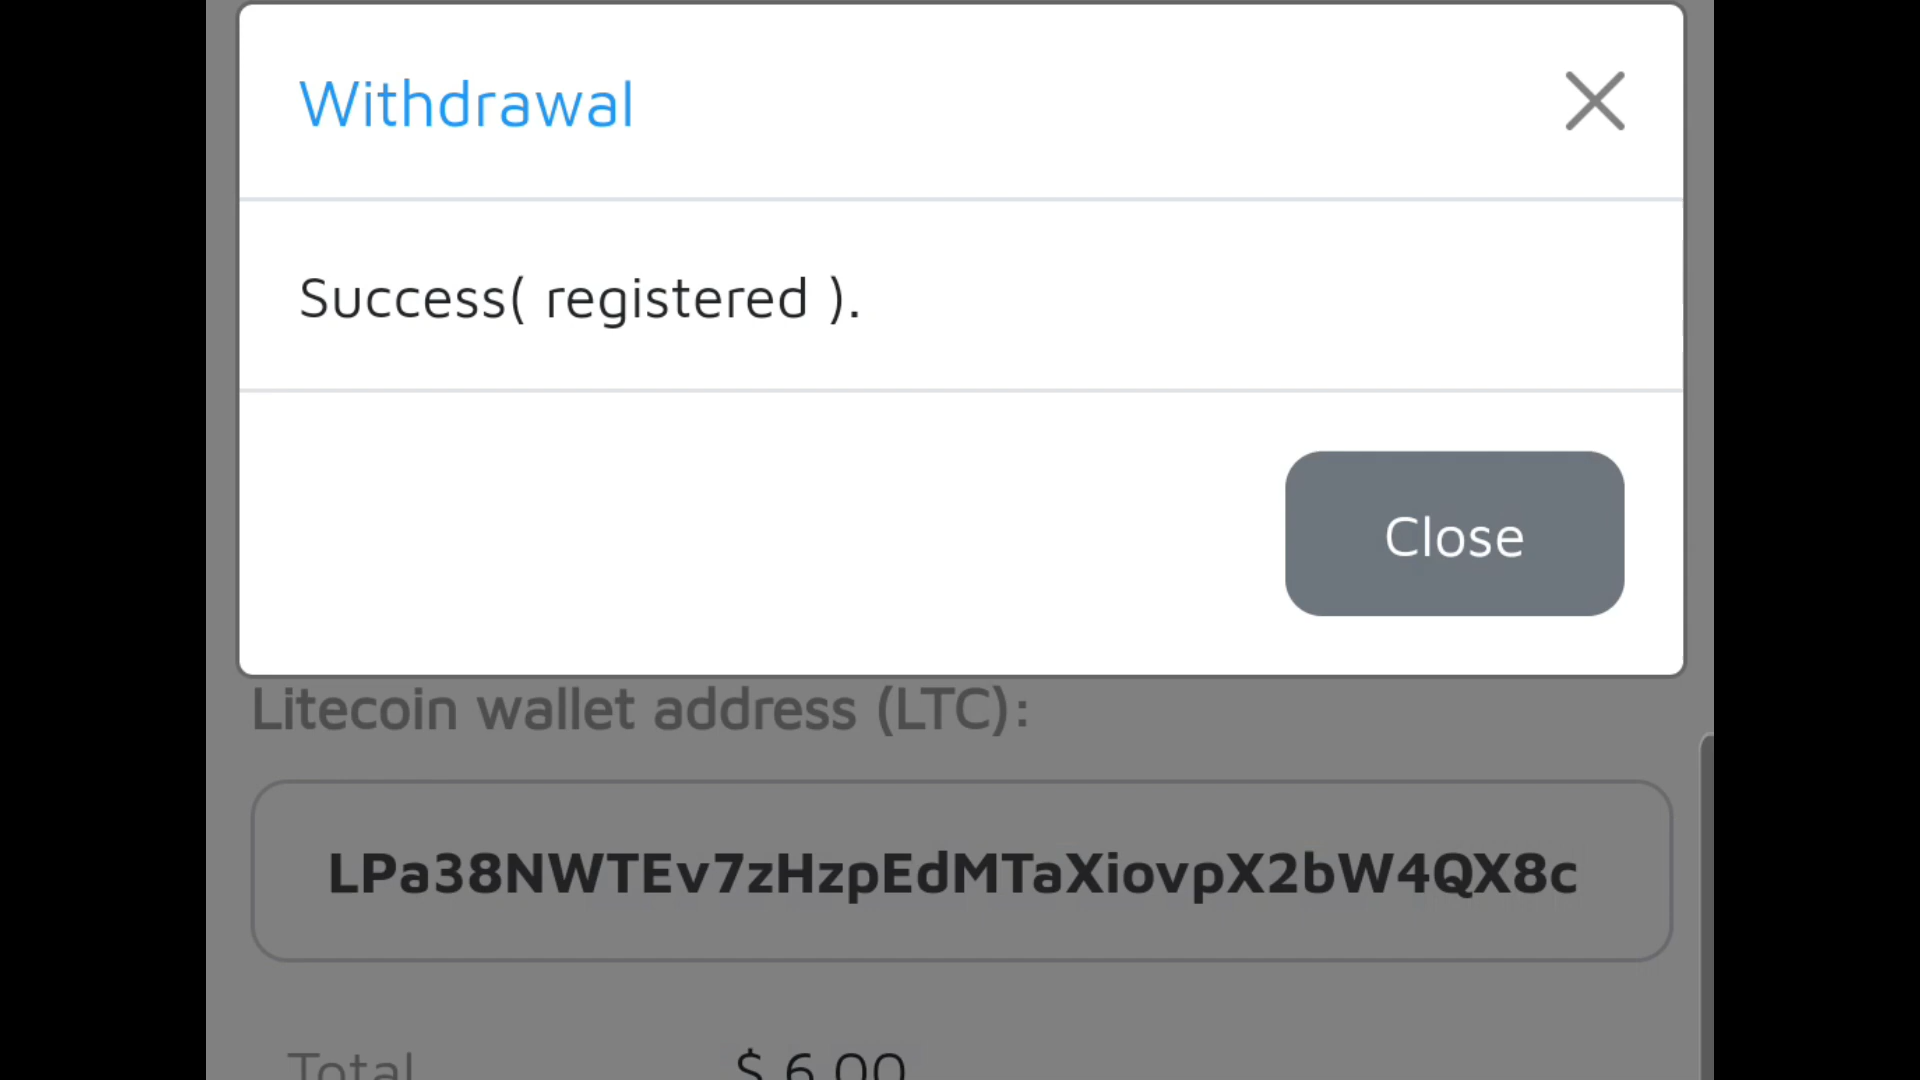 Withdrawal
Success( registered ).
Close
Litecoin wallet address (LTC):
LPa38NWTEv7zHzpEdMTaXiovpX2bW4QX8c
Total $ 6.00